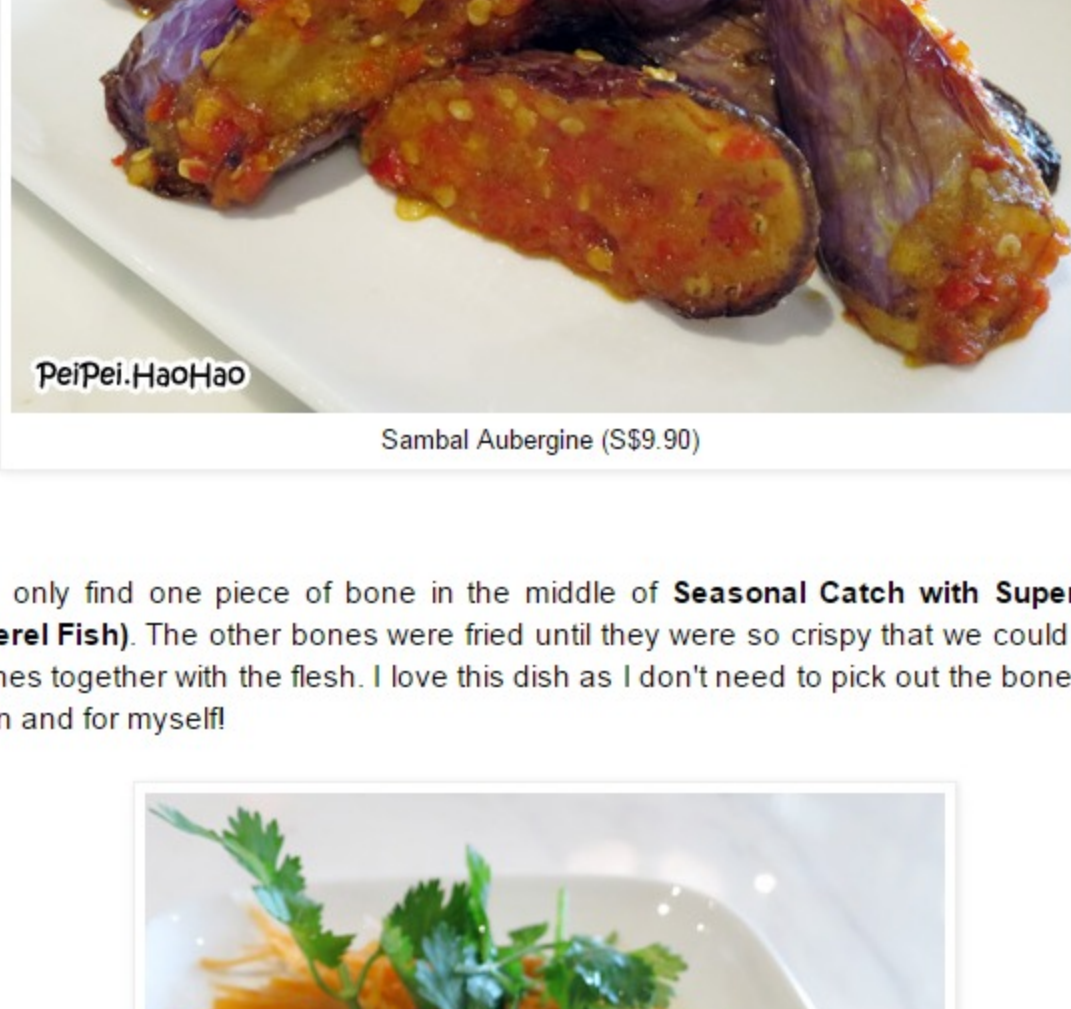 PeiPei.HaoHao
Sambal Aubergine (S$9.90)
only find one piece of bone in the middle of Seasonal Catch with Super
erel Fish). The other bones were fried until they were so crispy that we could
nes together with the flesh. I love this dish as I don't need to pick out the bone
n and for myself!